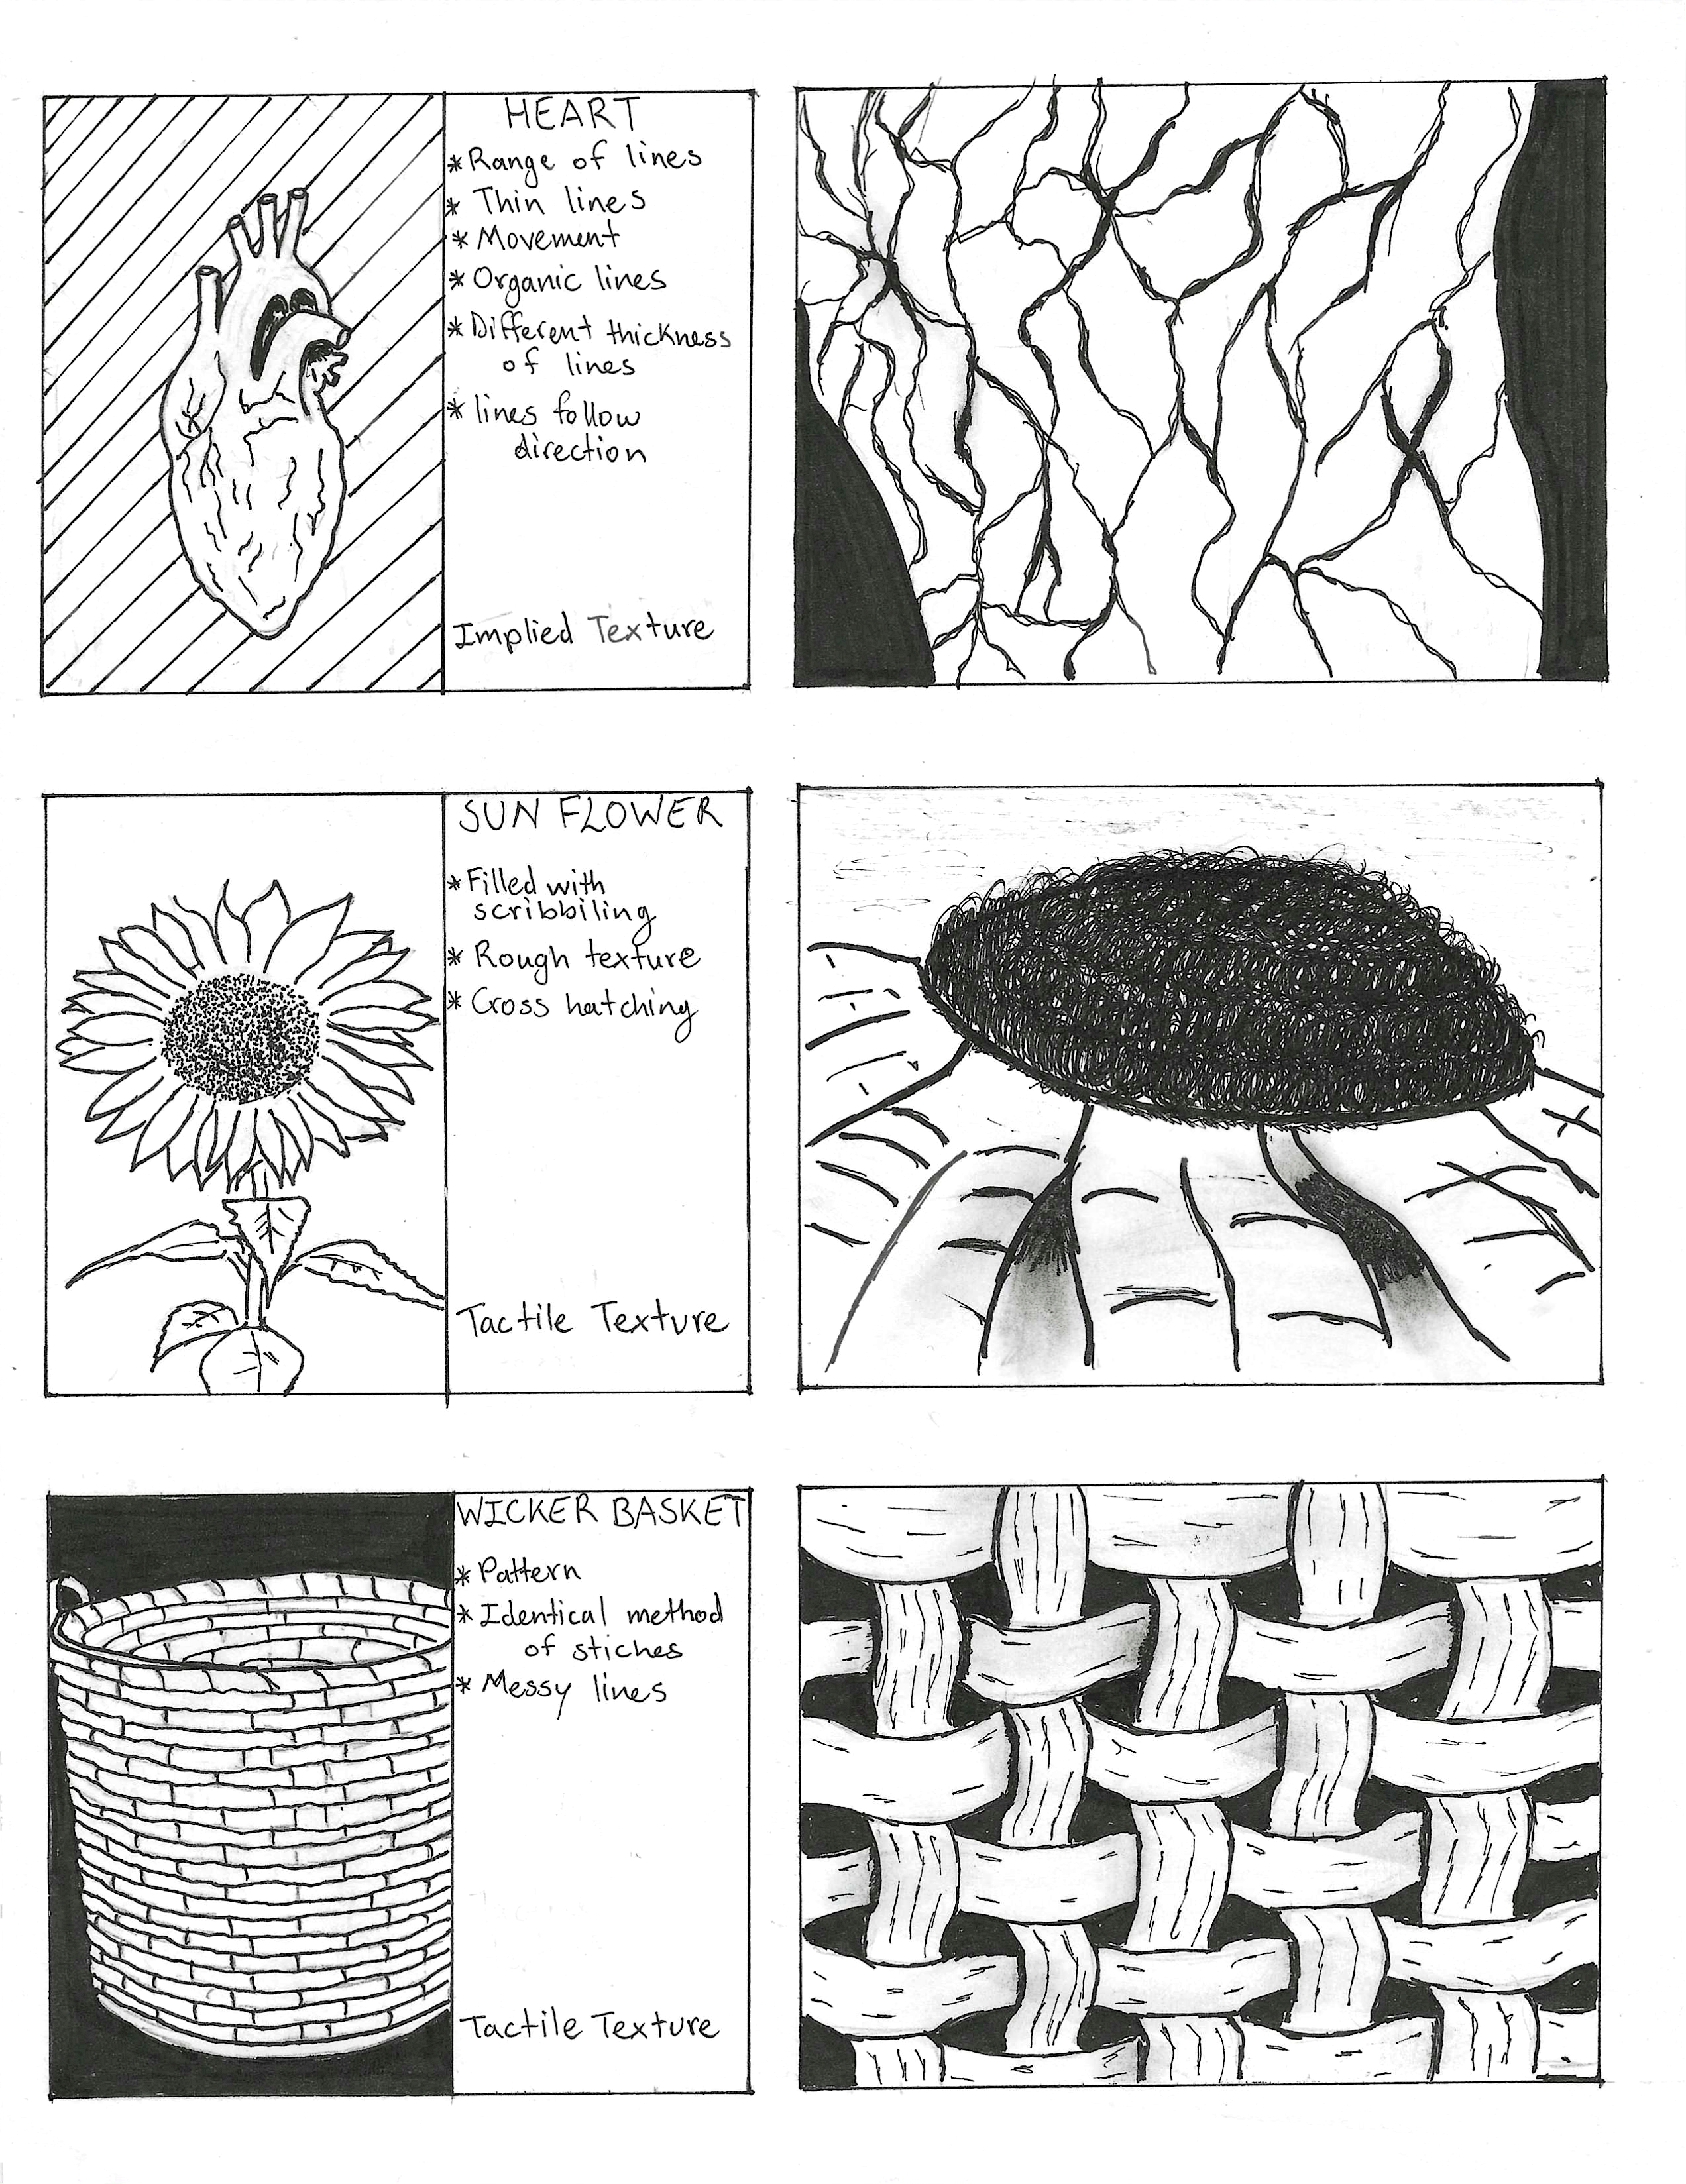 HEART
* Range of lines
* Thin lines
* Movement
* Organic lines
* Different thickness
of lines
* lines follow
direction
Implied Texture
SUN FLOWER
* Filled with
scribbiling
* Rough texture
* Cross hatching
Tactile Texture
WICKER BASKET
* Pattern
* Identical method
of stiches
* Messy lines
Tactile Texture